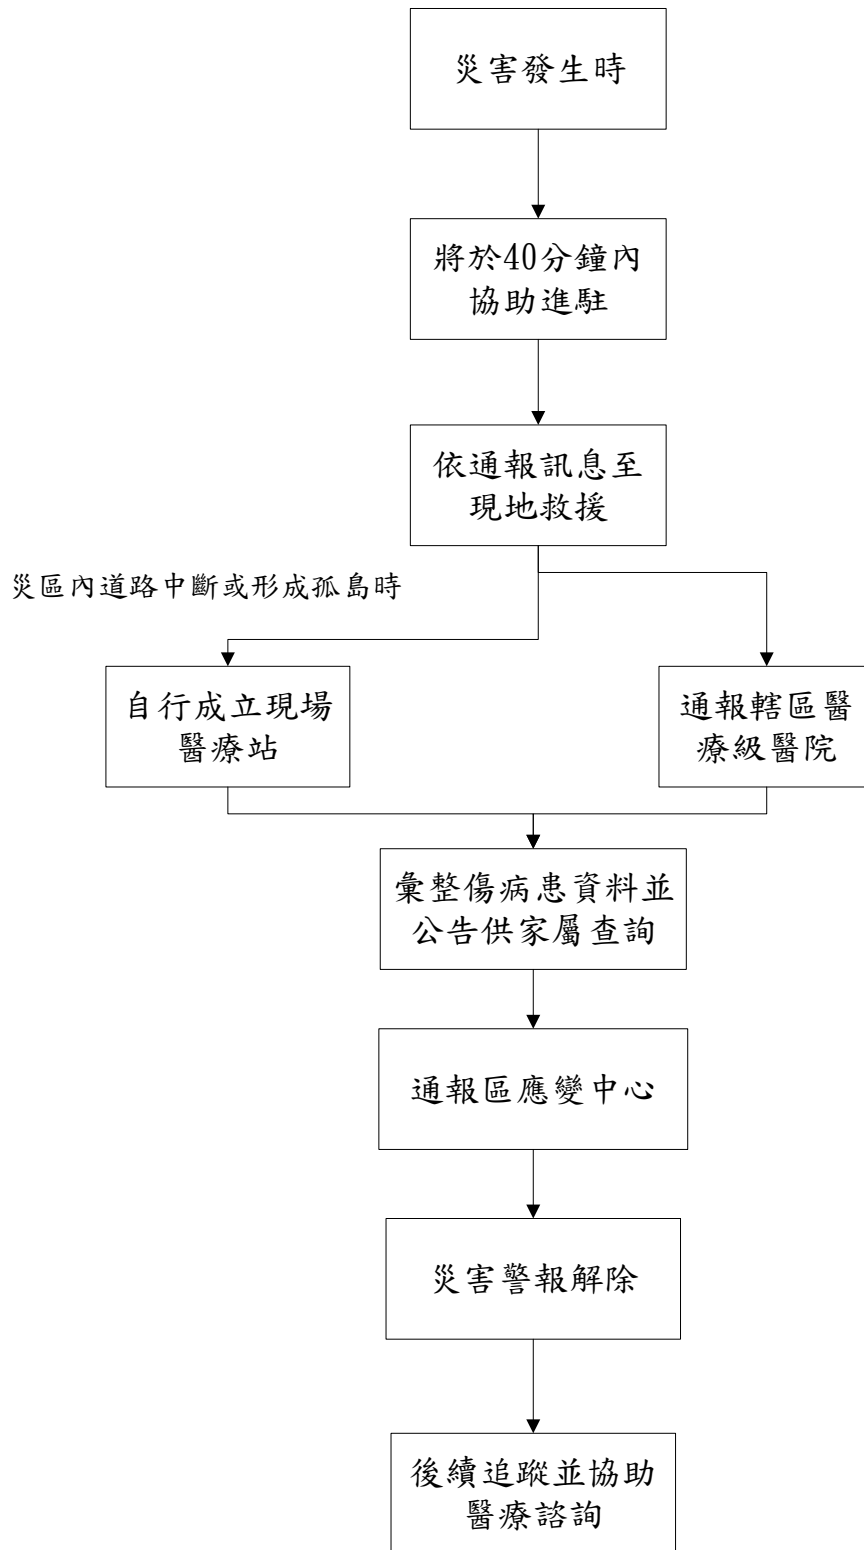 災害發生時
將於40分鐘內
協助進駐
依通報訊息至
現地救援
災區內道路中斷或形成孤島時
自行成立現場
醫療站
通報轄區醫
療級醫院
彙整傷病患資料並
公告供家屬查詢
通報區應變中心
災害警報解除
後續追蹤並協助
醫療諮詢